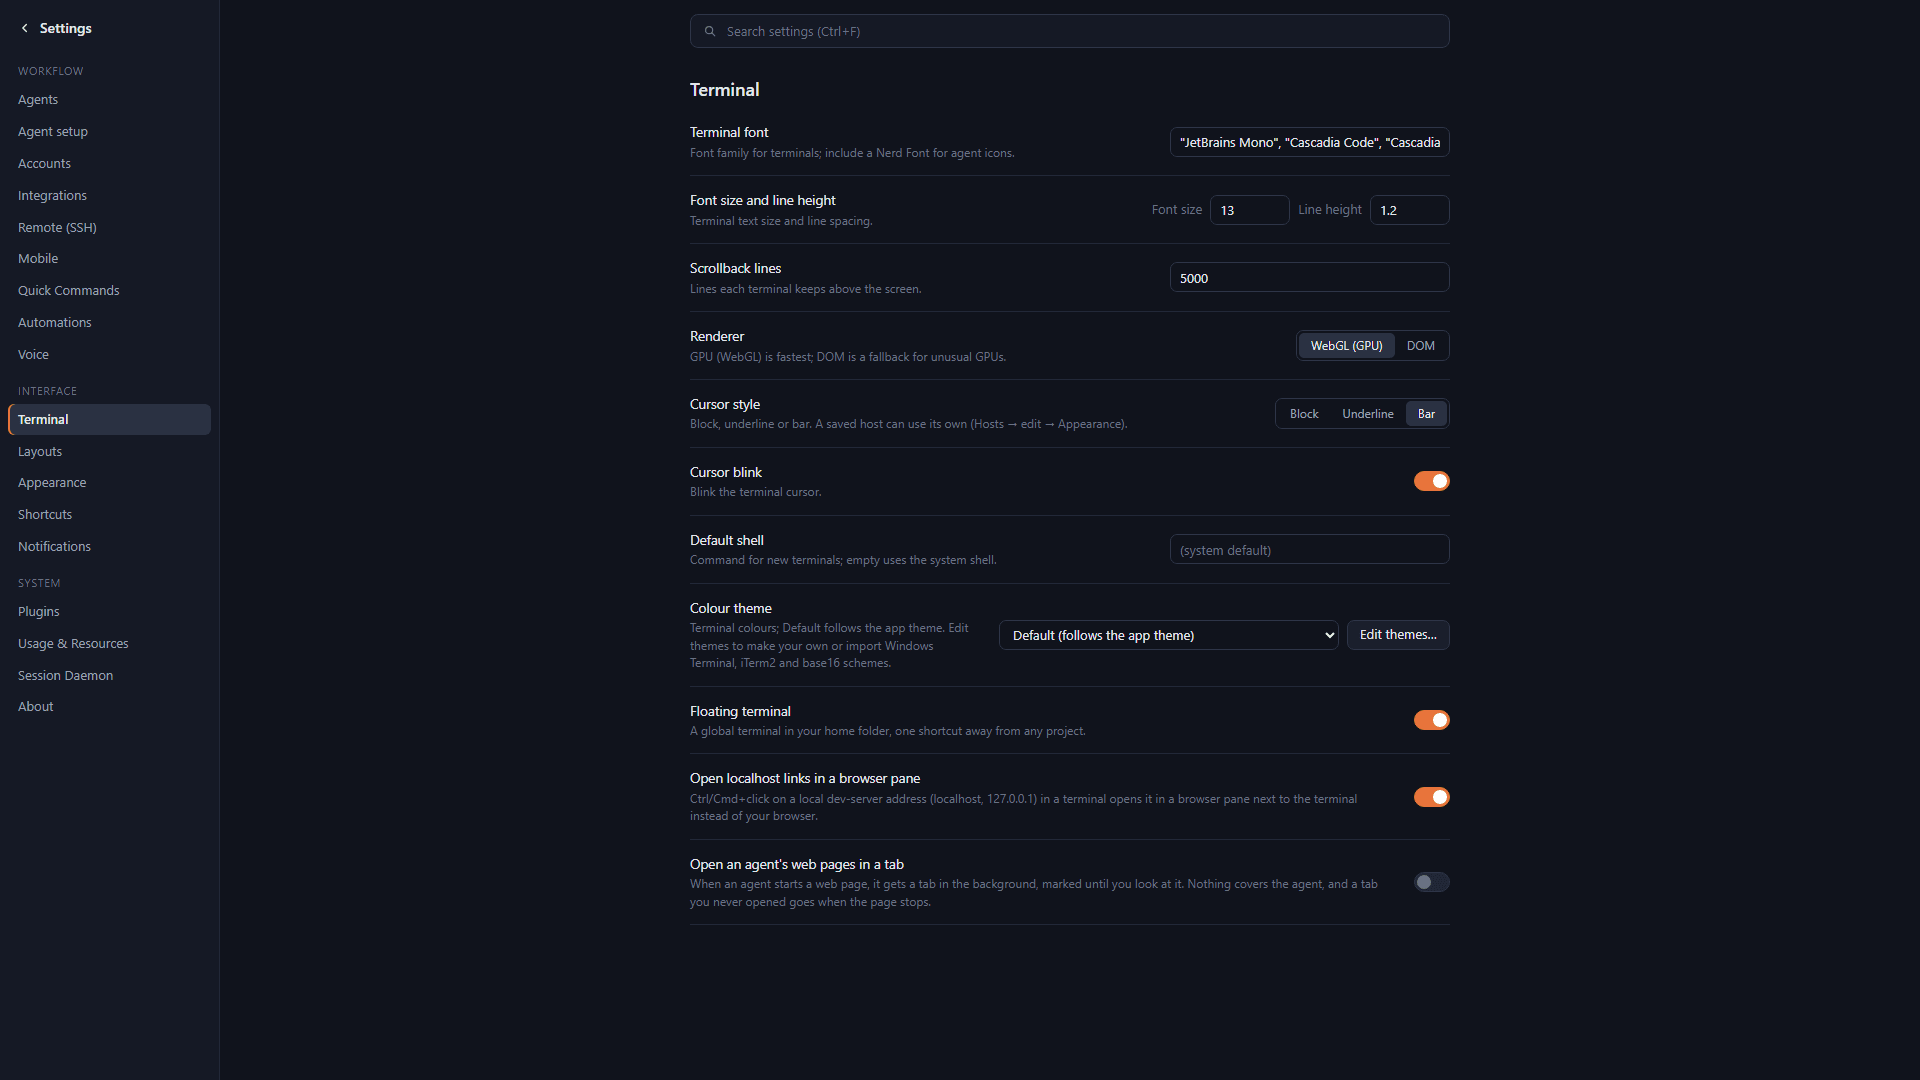 Settings
WORKFLOW
Agents
Agent setup
Accounts
Integrations
Remote (SSH)
Mobile
Quick Commands
Automations
Voice
INTERFACE
Terminal
Layouts
Appearance
Shortcuts
Notifications
SYSTEM
Plugins
Usage & Resources
Session Daemon
About
Search settings (Ctrl+F)
Terminal
Terminal font
Font family for terminals; include a Nerd Font for agent icons.
"JetBrains Mono", "Cascadia Code", "Cascadia
Font size and line height
Terminal text size and line spacing.
Font size 13 Line height 1.2
Scrollback lines
Lines each terminal keeps above the screen.
5000
Renderer
GPU (WebGL) is fastest; DOM is a fallback for unusual GPUs.
WebGL (GPU) DOM
Cursor style
Block, underline or bar. A saved host can use its own (Hosts → edit → Appearance).
Block Underline Bar
Cursor blink
Blink the terminal cursor.
Default shell
Command for new terminals; empty uses the system shell.
(system default)
Colour theme
Terminal colours; Default follows the app theme. Edit
themes to make your own or import Windows
Terminal, iTerm2 and base16 schemes.
Default (follows the app theme) Edit themes...
Floating terminal
A global terminal in your home folder, one shortcut away from any project.
Open localhost links in a browser pane
Ctrl/Cmd+click on a local dev-server address (localhost, 127.0.0.1) in a terminal opens it in a browser pane next to the terminal
instead of your browser.
Open an agent's web pages in a tab
When an agent starts a web page, it gets a tab in the background, marked until you look at it. Nothing covers the agent, and a tab
you never opened goes when the page stops.